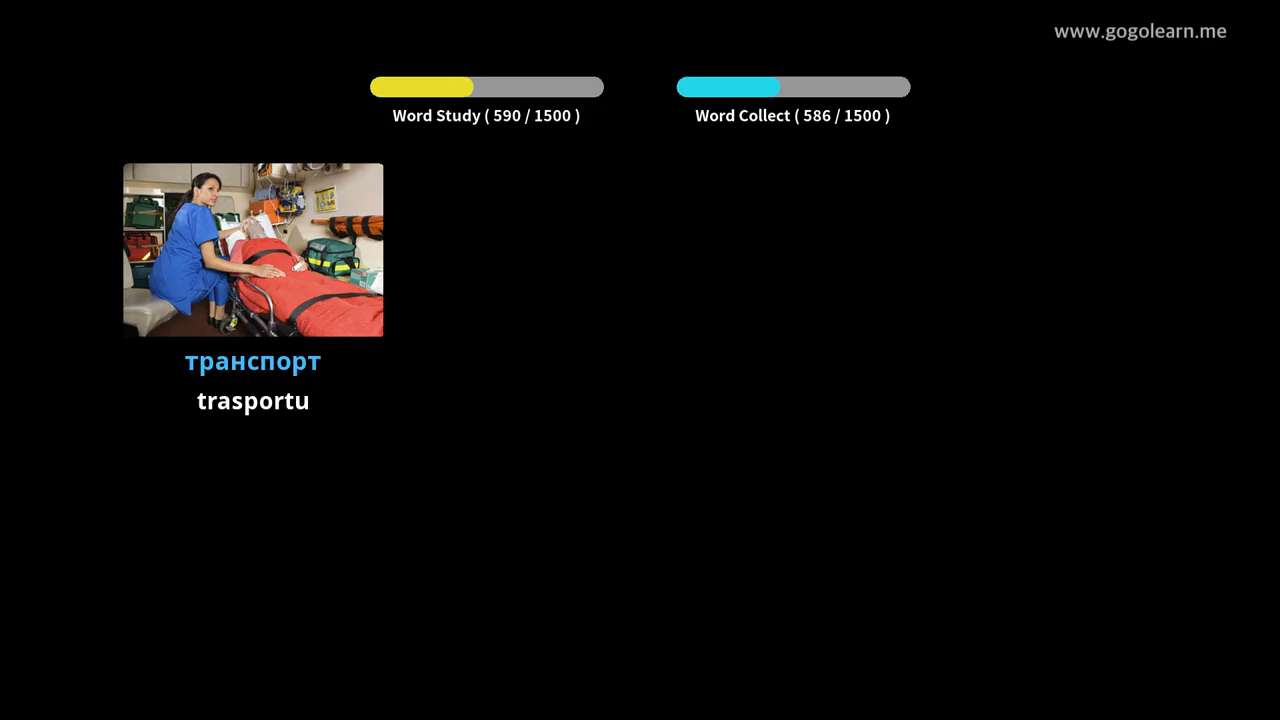 www.gogolearn.me
Word Study ( 590 / 1500 )
Word Collect ( 586 / 1500 )
транспорт
trasportu